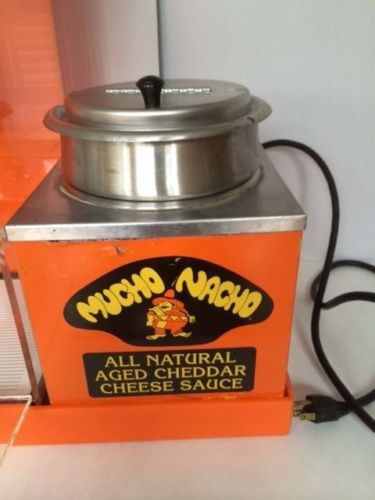 MUCHO NACHO
ALL NATURAL
AGED CHEDDAR
CHEESE SAUCE